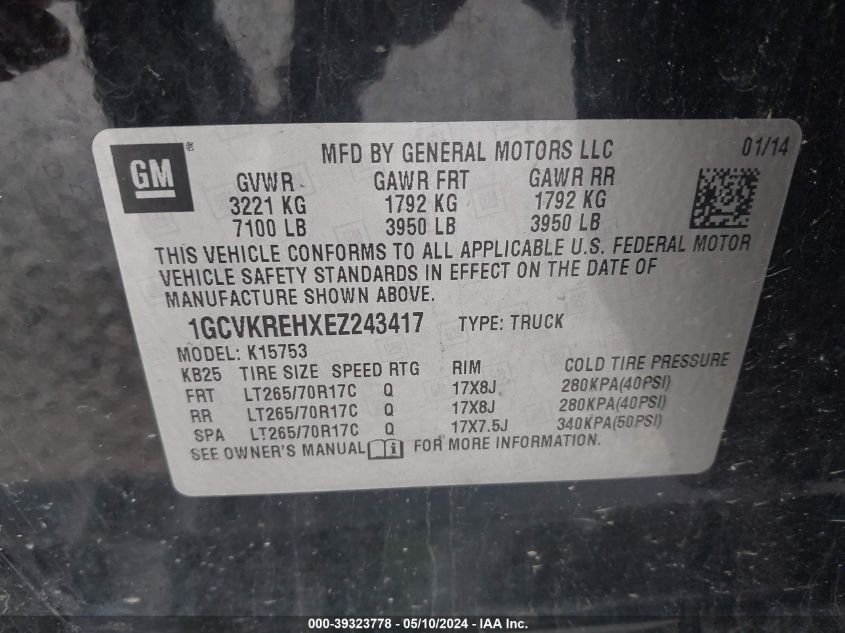 GM
MFD BY GENERAL MOTORS LLC 01/14
GVWR GAWR FRT GAWR RR
3221 KG 1792 KG 1792 KG
7100 LB 3950 LB 3950 LB
THIS VEHICLE CONFORMS TO ALL APPLICABLE U.S. FEDERAL MOTOR
VEHICLE SAFETY STANDARDS IN EFFECT ON THE DATE OF
MANUFACTURE SHOWN ABOVE.
1GCVKREHXEZ243417 TYPE: TRUCK
MODEL: K15753
KB25 TIRE SIZE SPEED RTG RIM COLD TIRE PRESSURE
FRT LT265/70R17C Q 17X8J 280KPA(40PSI)
RR LT265/70R17C Q 17X8J 280KPA(40PSI)
SPA LT265/70R17C Q 17X7.5J 340KPA(50PSI)
SEE OWNER'S MANUAL FOR MORE INFORMATION.
000-39323778 - 05/10/2024 - IAA Inc.